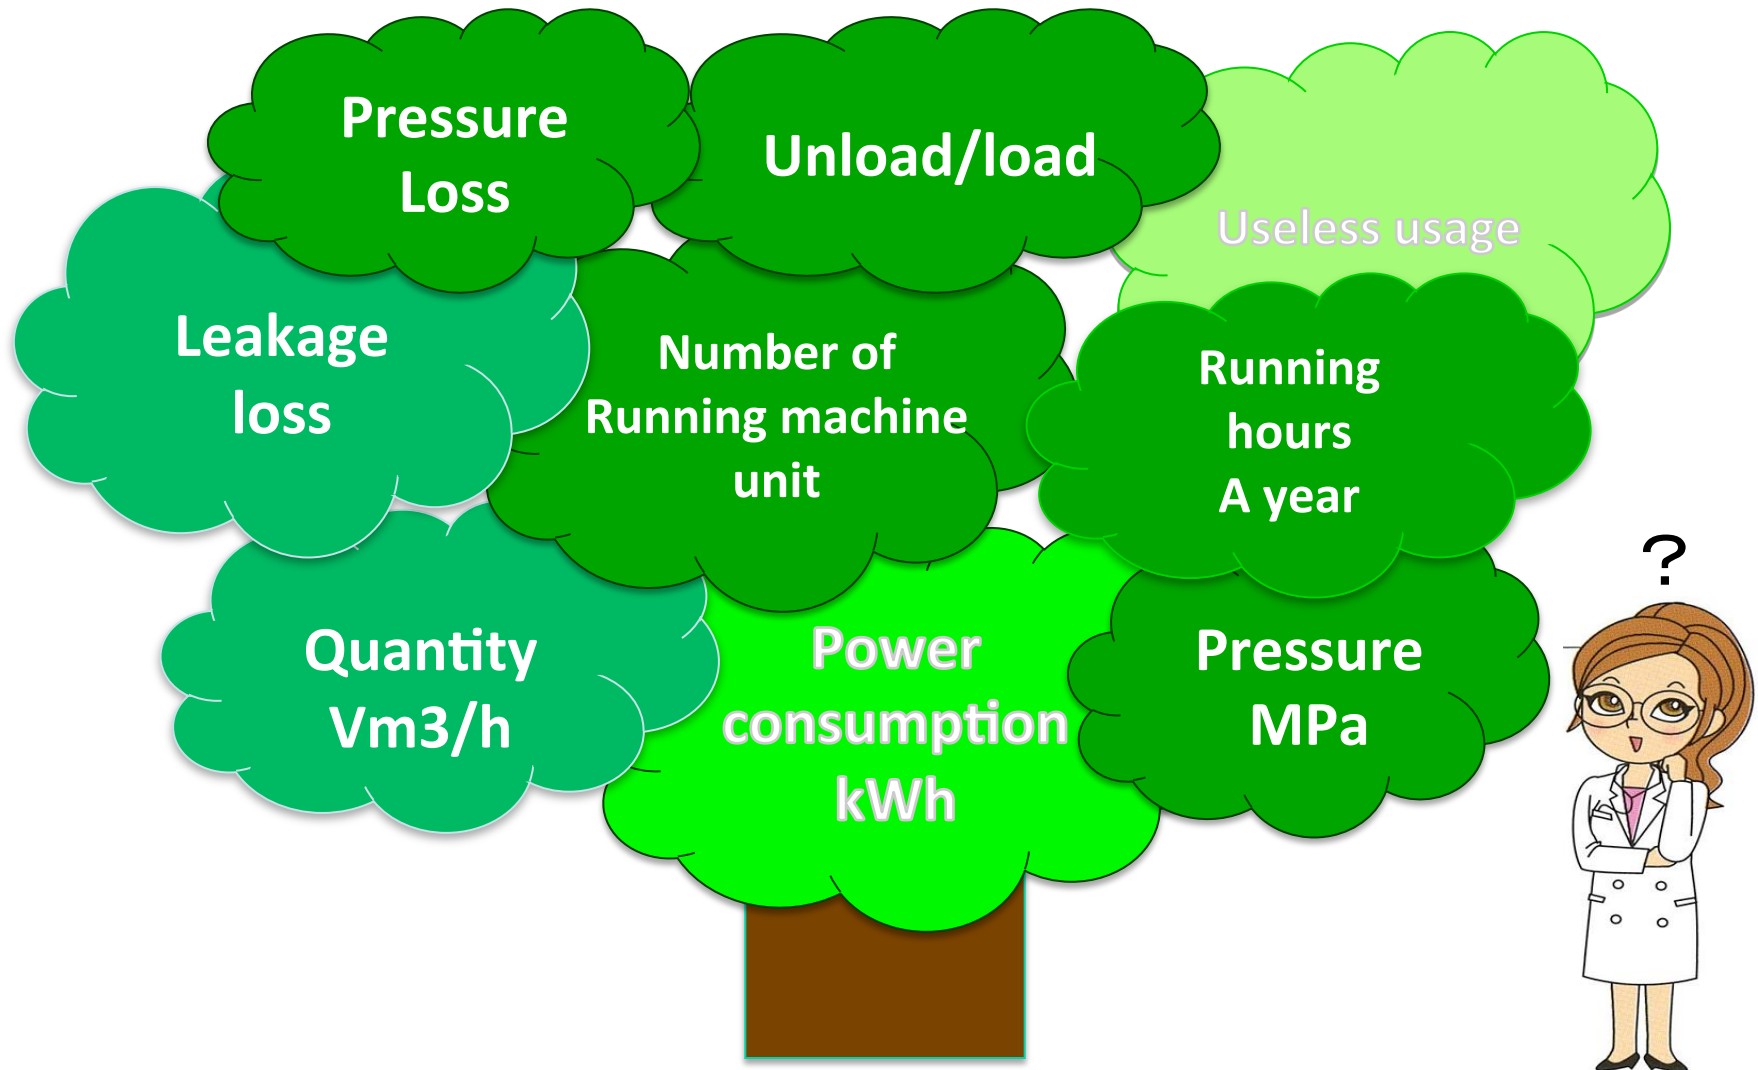 Pressure
Loss
Unload/load
Useless usage
Leakage
loss
Number of
Running machine
unit
Running
hours
A year
?
Quantity
Vm3/h
Power
consumption
kWh
Pressure
MPa